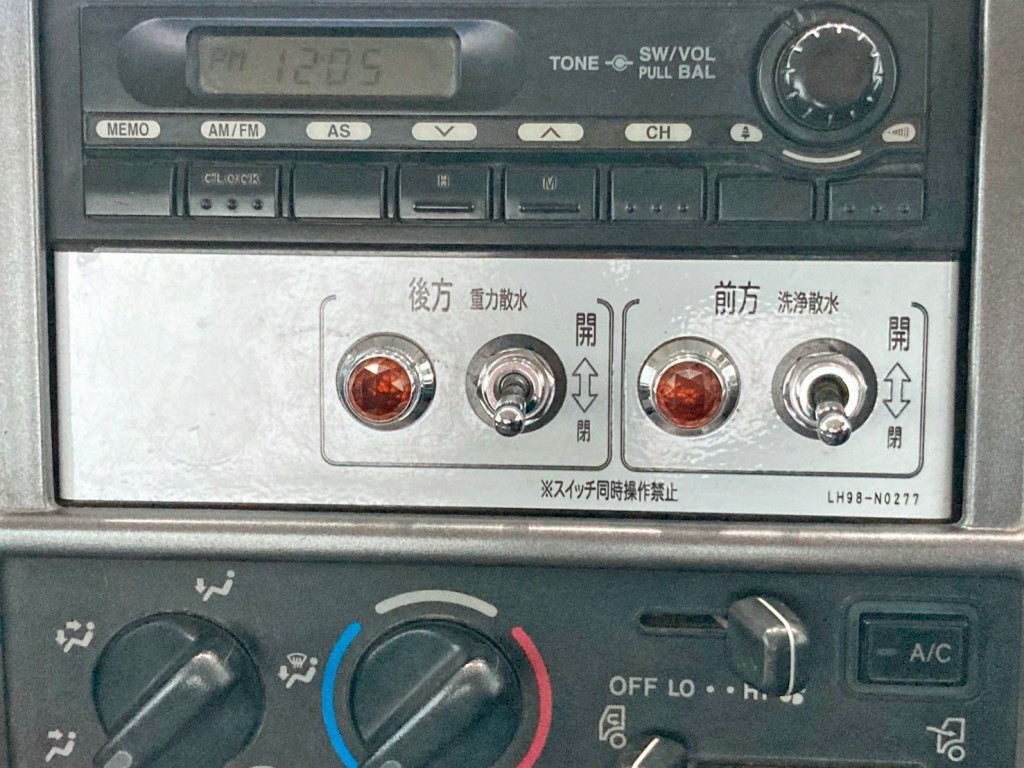 PM 12:05
TONE SW/VOL
PULL BAL
MEMO AM/FM AS CH
CLOCK H M
後方 重力散水
開
閉
前方 洗浄散水
開
閉
※スイッチ同時操作禁止
LH98-N0277
A/C
OFF LO HI